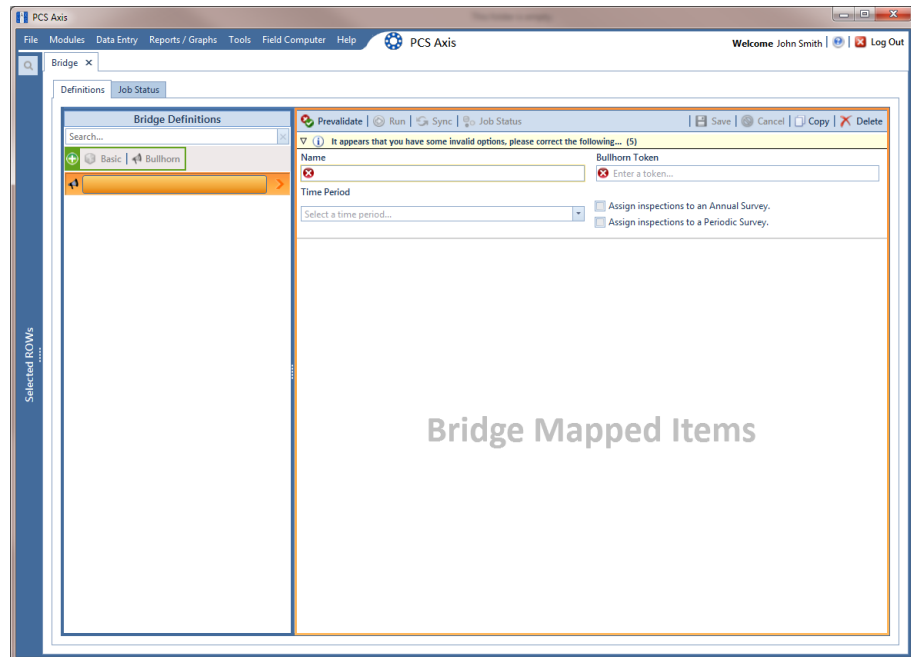 PCS Axis
File Modules Data Entry Reports / Graphs Tools Field Computer Help PCS Axis Welcome John Smith | | Log Out
Bridge ×
Definitions Job Status
Bridge Definitions
Search...
Basic | Bullhorn
Prevalidate | Run | Sync | Job Status | Save | Cancel | Copy | Delete
It appears that you have some invalid options, please correct the following... (5)
Name Bullhorn Token
Enter a token...
Time Period
Select a time period... Assign inspections to an Annual Survey.
Assign inspections to a Periodic Survey.
Selected ROWs
Bridge Mapped Items